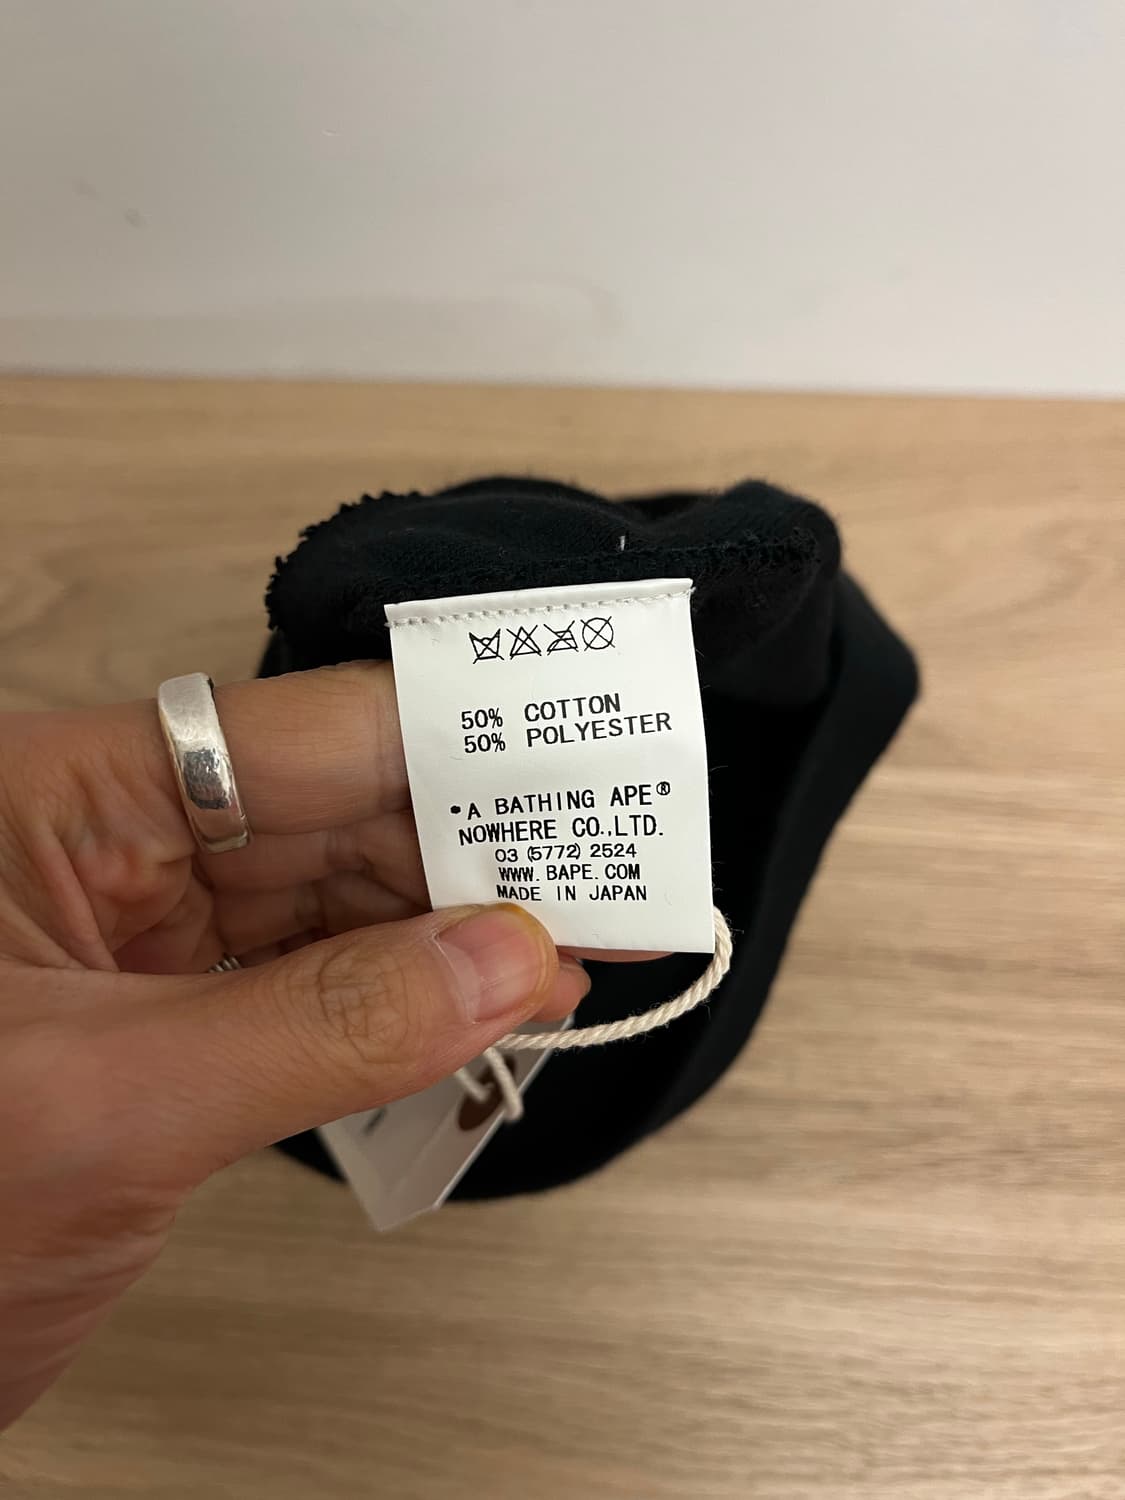 50% COTTON
50% POLYESTER
*A BATHING APE®
NOWHERE CO.,LTD.
03 (5772) 2524
WWW. BAPE. COM
MADE IN JAPAN